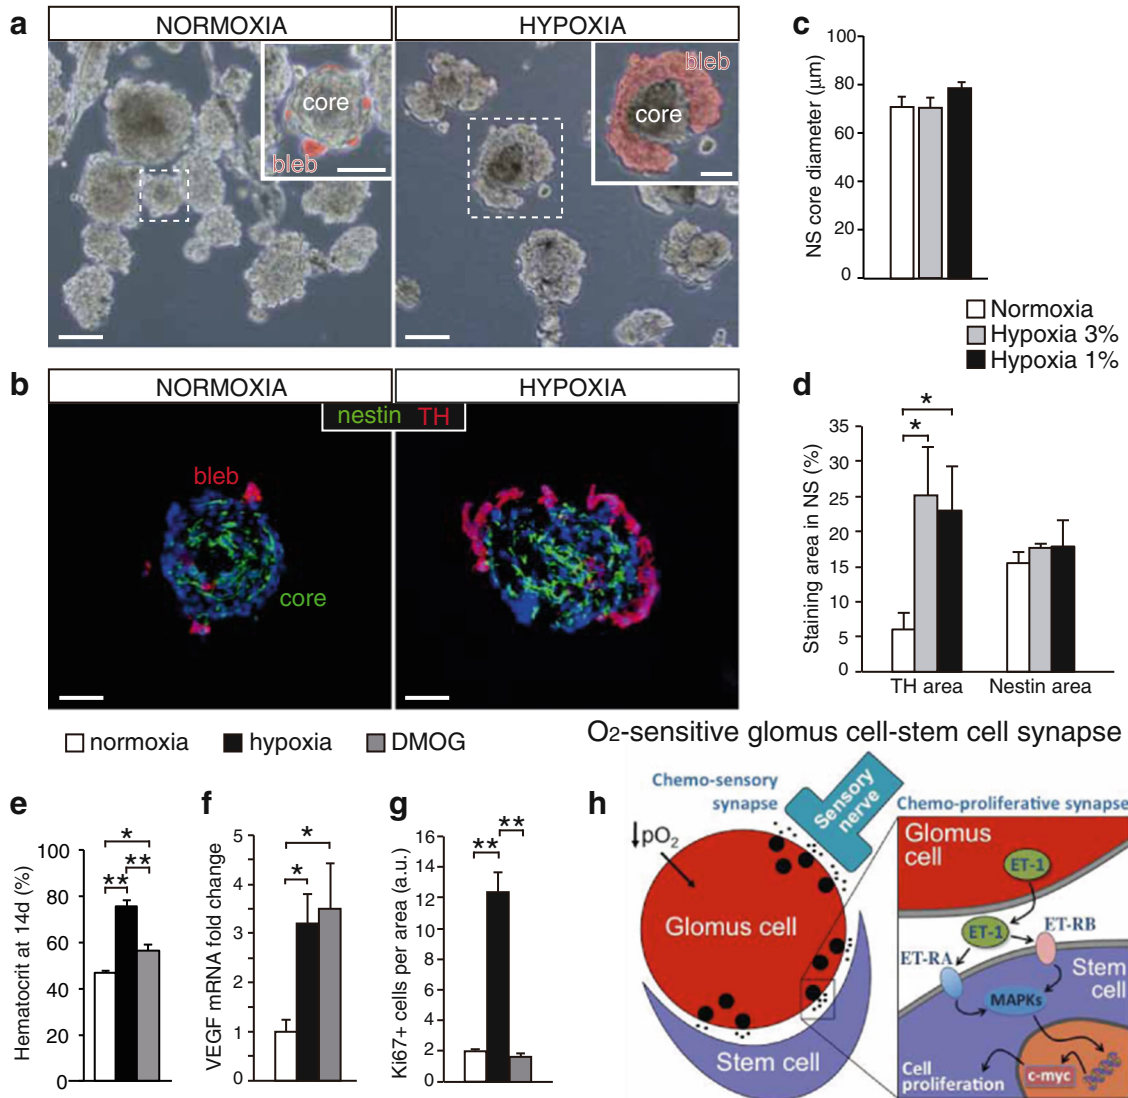 a
NORMOXIA
HYPOXIA
core
bleb
bleb
core
c
NS core diameter (μm)
100
80
60
40
20
0
Normoxia
Hypoxia 3%
Hypoxia 1%
b
NORMOXIA
HYPOXIA
nestin TH
bleb
core
d
Staining area in NS (%)
35
30
25
20
15
10
5
0
* *
TH area
Nestin area
normoxia
hypoxia
DMOG
e
Hematocrit at 14d (%)
100
80
60
40
20
0
*
**
**
f
VEGF mRNA fold change
5
4
3
2
1
0
*
*
g
Ki67+ cells per area (a.u.)
16
14
12
10
8
6
4
2
0
**
**
O2-sensitive glomus cell-stem cell synapse
h
Chemo-sensory
synapse
Sensory
nerve
↓pO2
Glomus cell
Stem cell
Chemo-proliferative synapse
Glomus
cell
ET-1
ET-1
ET-RB
ET-RA
Stem
cell
MAPKs
Cell
proliferation
c-myc